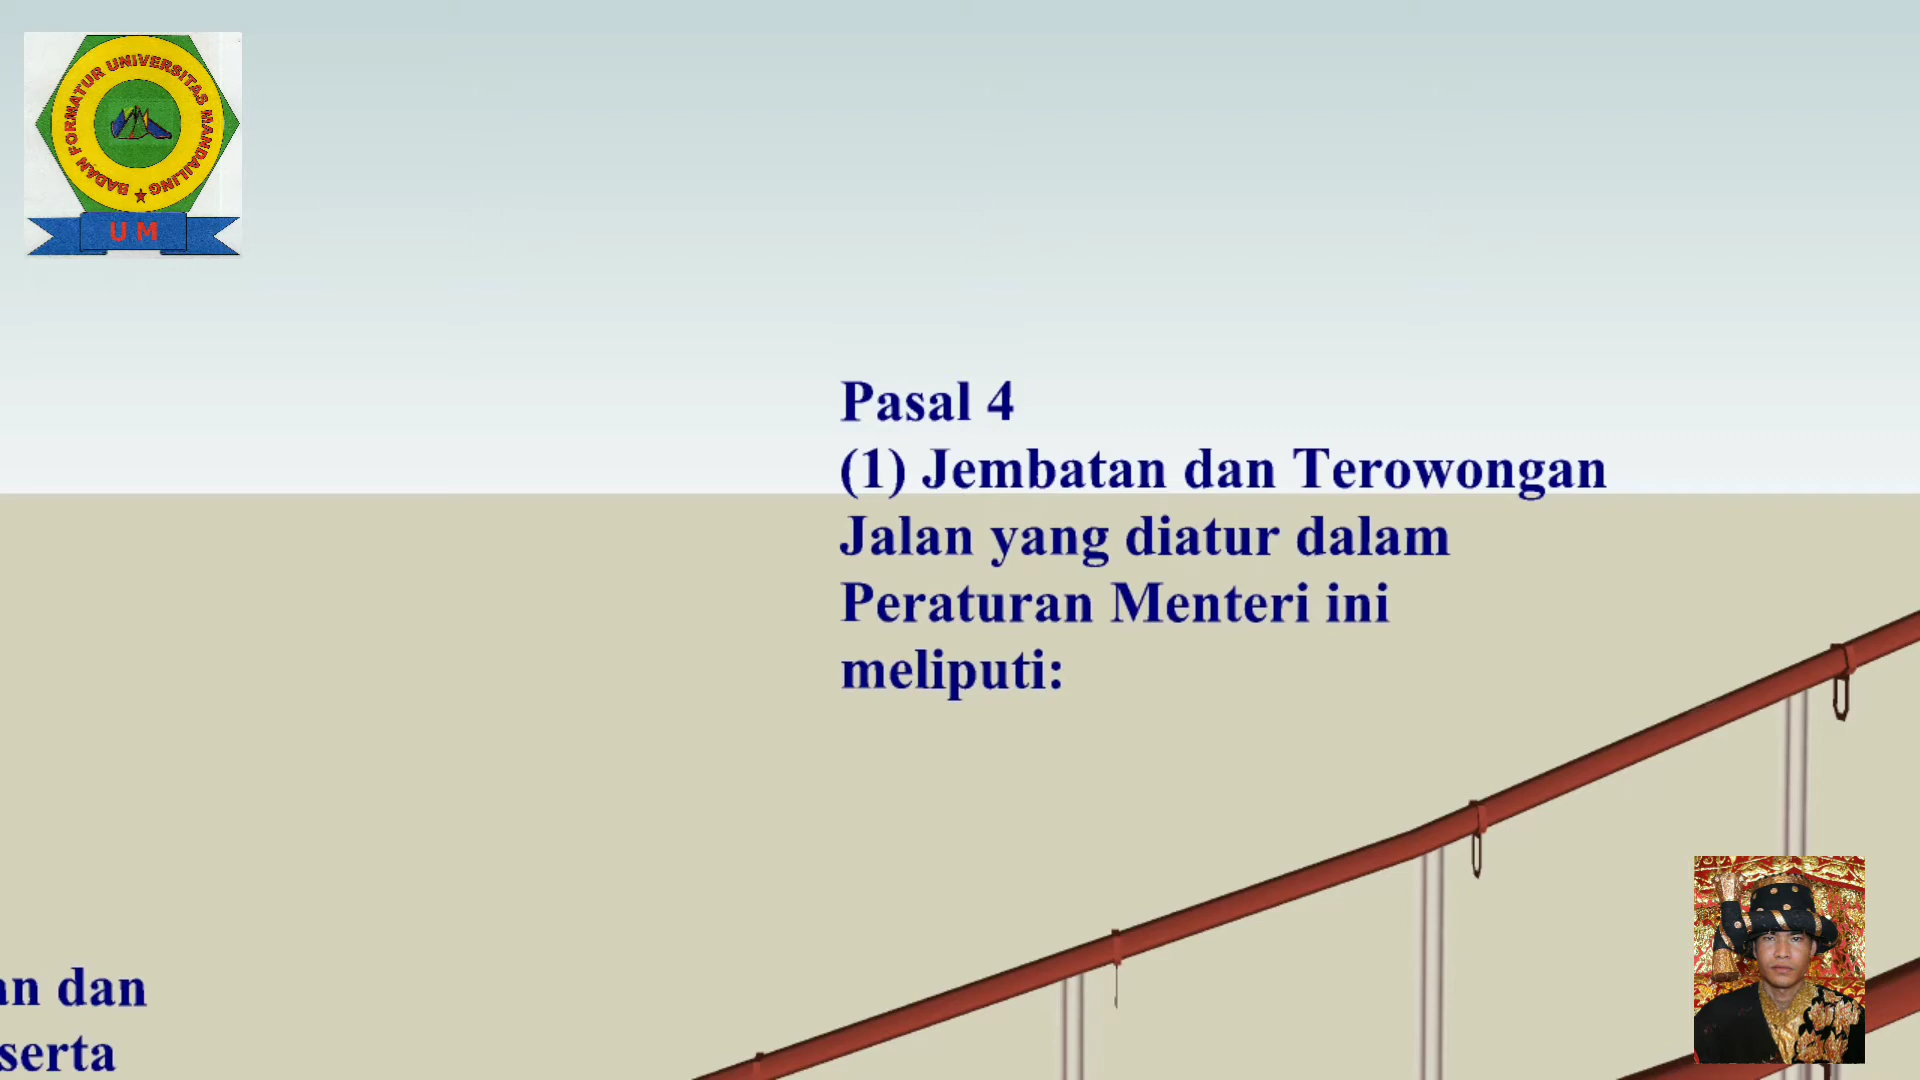 BADAN FORMATUR UNIVERSITAS MANDAILING
U M
Pasal 4
(1) Jembatan dan Terowongan
Jalan yang diatur dalam
Peraturan Menteri ini
meliputi:
dan
serta